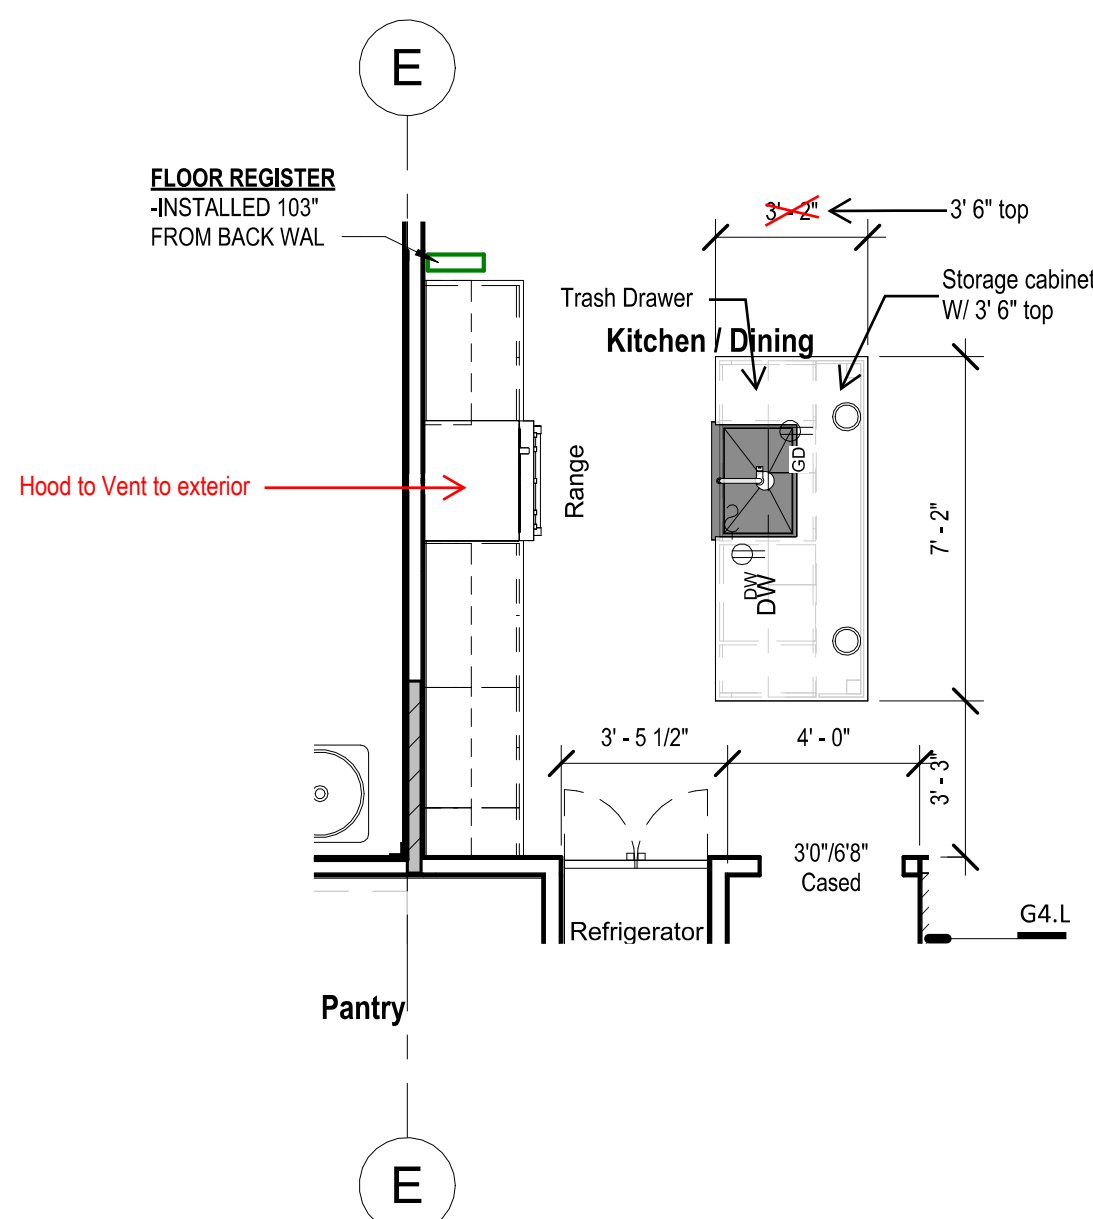 E
FLOOR REGISTER
-INSTALLED 103"
FROM BACK WAL
3' - 2"
3' 6" top
Trash Drawer
Storage cabinet
W/ 3' 6" top
Kitchen / Dining
Hood to Vent to exterior
Range
GD
DW
DW
7' - 2"
3' - 5 1/2"
4' - 0"
3' - 3"
3'0"/6'8"
Cased
Refrigerator
G4.L
Pantry
E